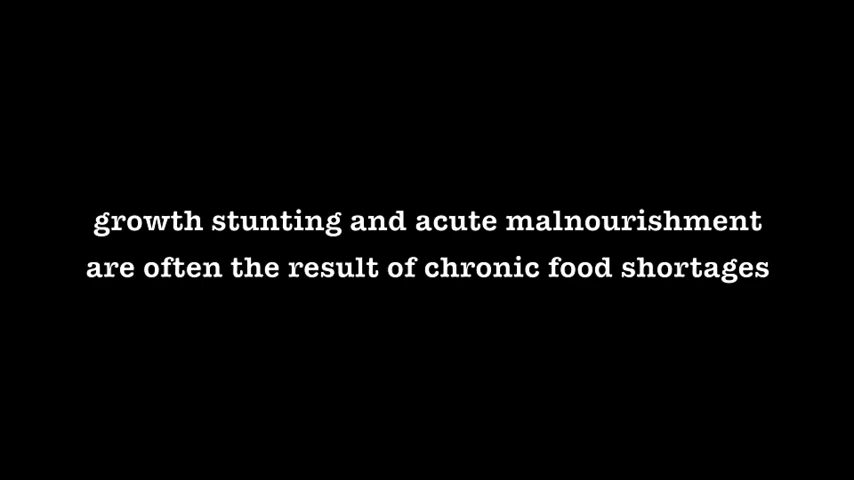 growth stunting and acute malnourishment
are often the result of chronic food shortages